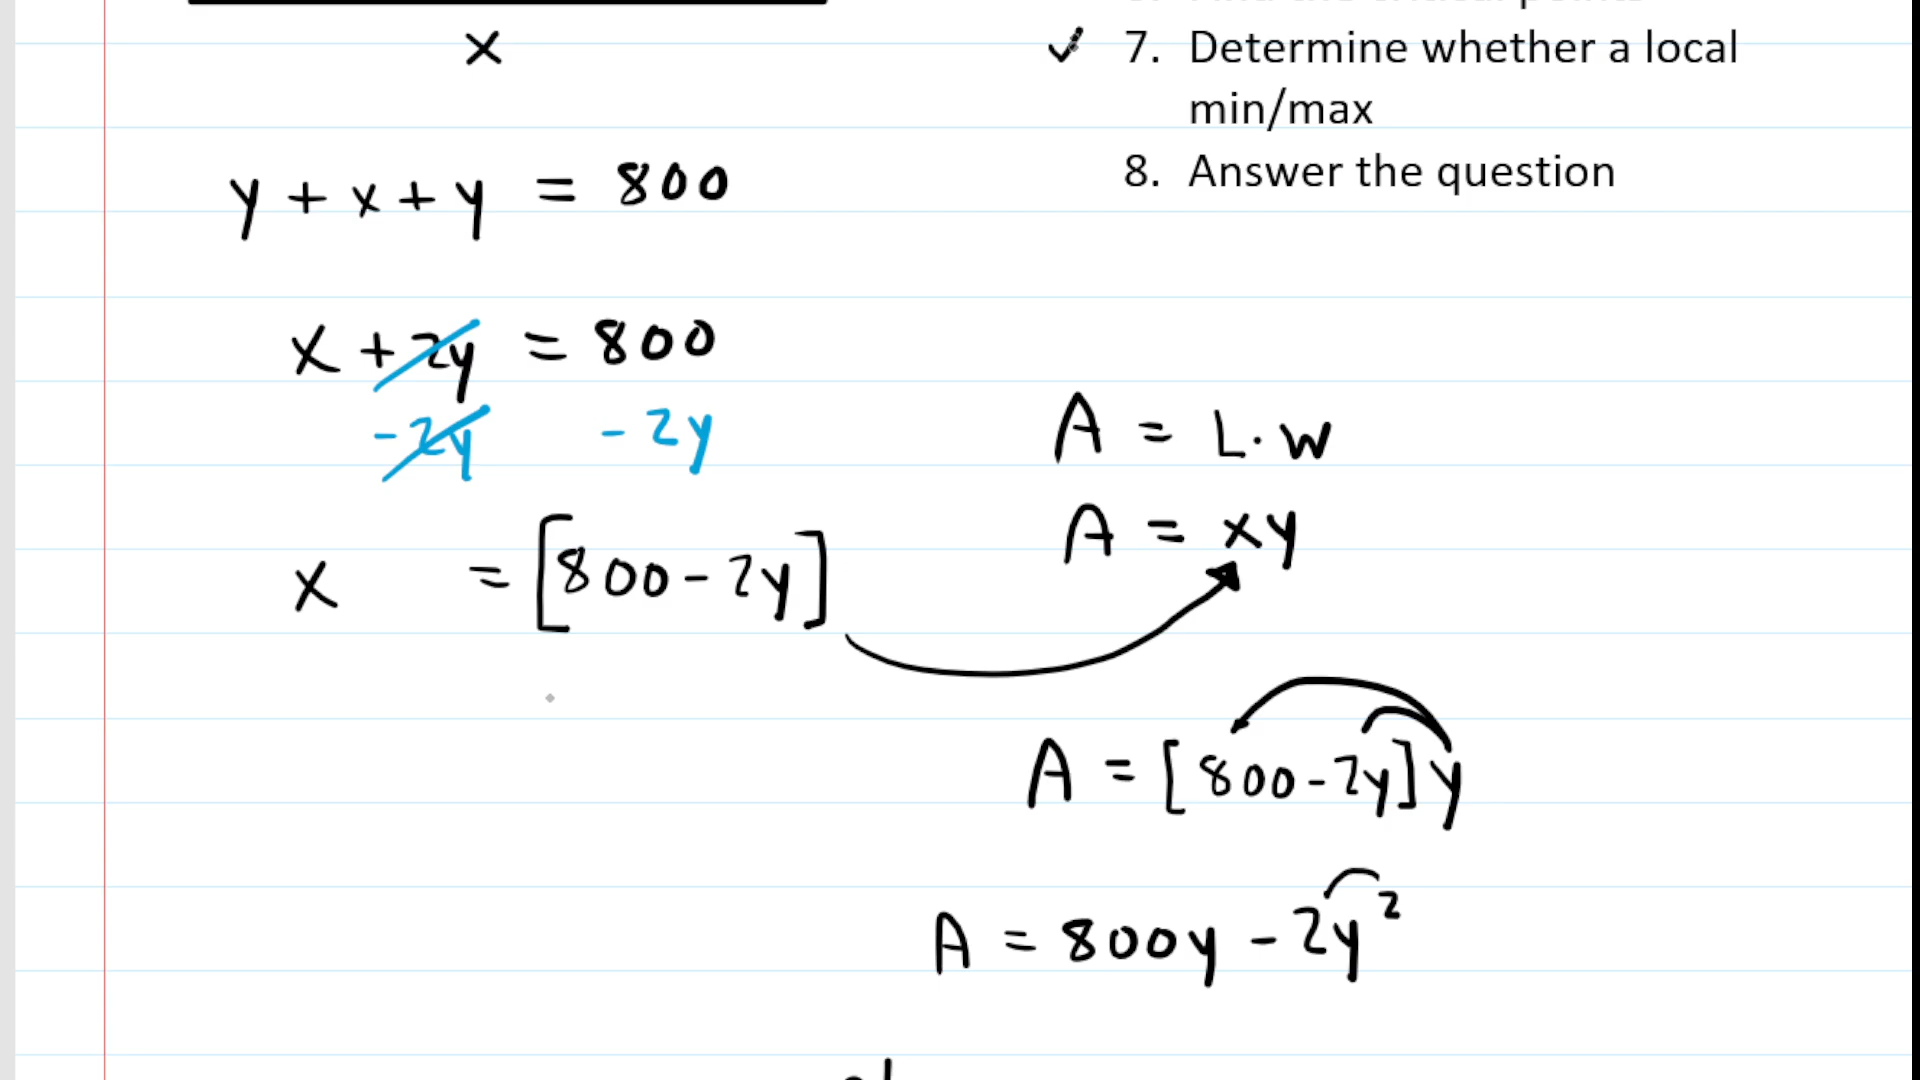 x
7. Determine whether a local
min/max
8. Answer the question
y + x + y = 800
x + 2y = 800
- 2y - 2y
x = [800 - 2y]
A = L · W
A = xy
A = [800 - 2y] y
A = 800y - 2y²